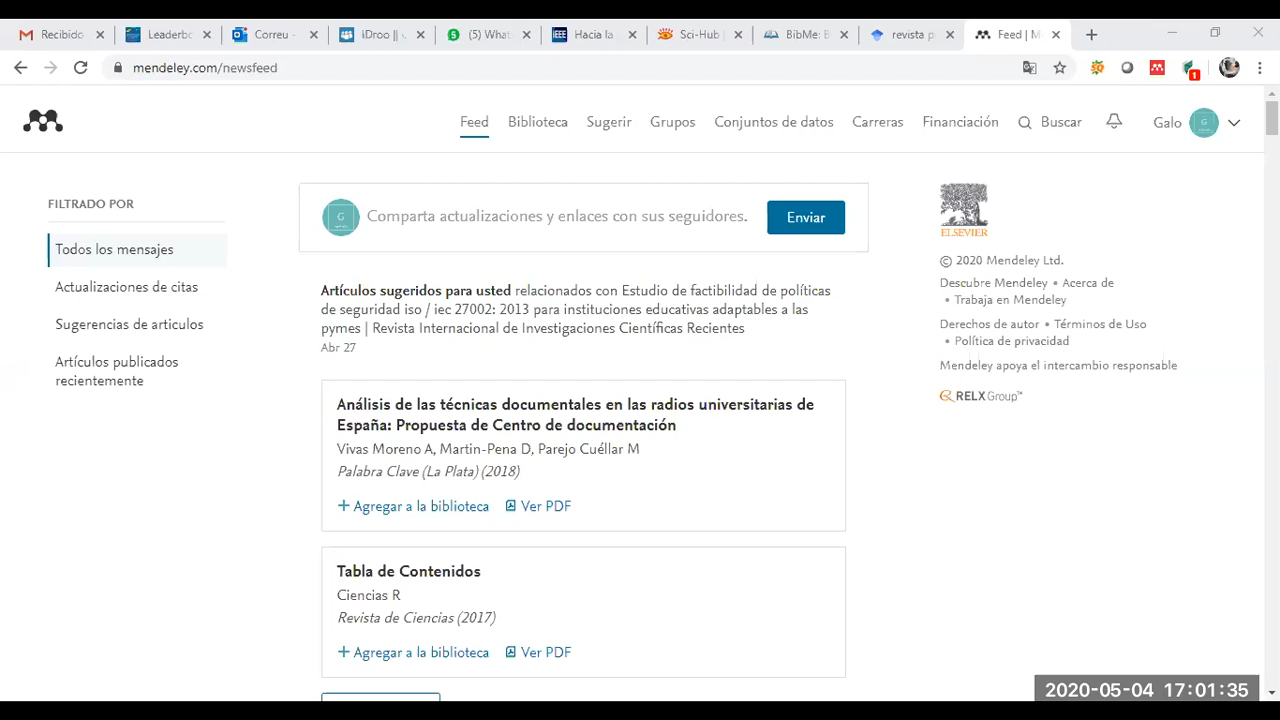 Recibido
Leaderbo
Correu -
iDroo || v
(5) What
Hacia la
Sci-Hub |
BibMe: B
revista p
Feed | M
mendeley.com/newsfeed
1
Feed
Biblioteca
Sugerir
Grupos
Conjuntos de datos
Carreras
Financiación
Buscar
Galo
G
FILTRADO POR
Todos los mensajes
Actualizaciones de citas
Sugerencias de articulos
Artículos publicados
recientemente
G
Comparta actualizaciones y enlaces con sus seguidores.
Enviar
Artículos sugeridos para usted relacionados con Estudio de factibilidad de políticas
de seguridad iso / iec 27002: 2013 para instituciones educativas adaptables a las
pymes | Revista Internacional de Investigaciones Científicas Recientes
Abr 27
Análisis de las técnicas documentales en las radios universitarias de
España: Propuesta de Centro de documentación
Vivas Moreno A, Martin-Pena D, Parejo Cuéllar M
Palabra Clave (La Plata) (2018)
+ Agregar a la biblioteca
Ver PDF
Tabla de Contenidos
Ciencias R
Revista de Ciencias (2017)
+ Agregar a la biblioteca
Ver PDF
ELSEVIER
© 2020 Mendeley Ltd.
Descubre Mendeley • Acerca de
• Trabaja en Mendeley
Derechos de autor • Términos de Uso
• Política de privacidad
Mendeley apoya el intercambio responsable
RELX Group™
2020-05-04 17:01:35